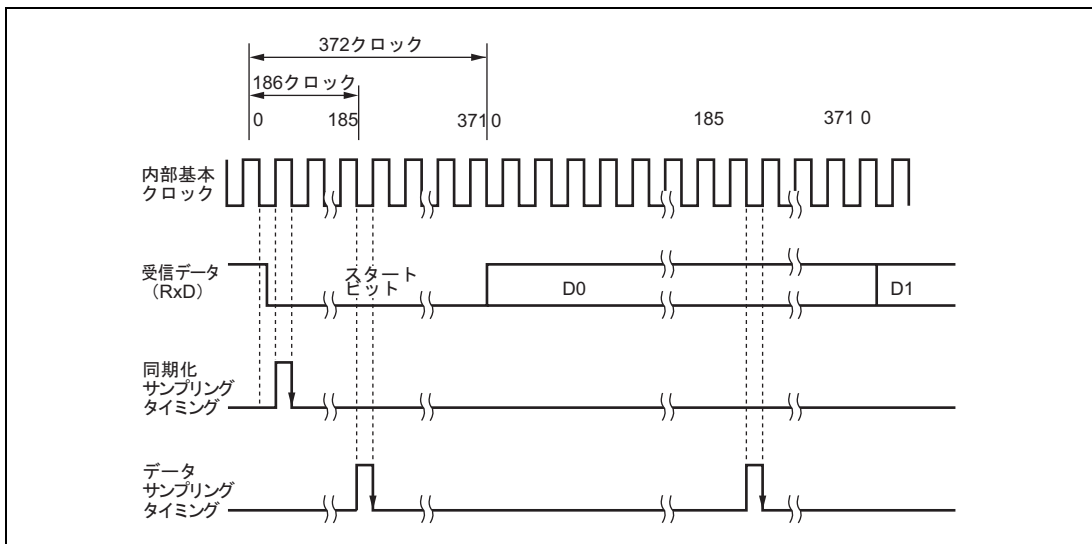 372クロック
186クロック
0 185 371 0 185 371 0
内部基本
クロック
受信データ
(RxD)
スタート
ビット
D0 D1
同期化
サンプリング
タイミング
データ
サンプリング
タイミング